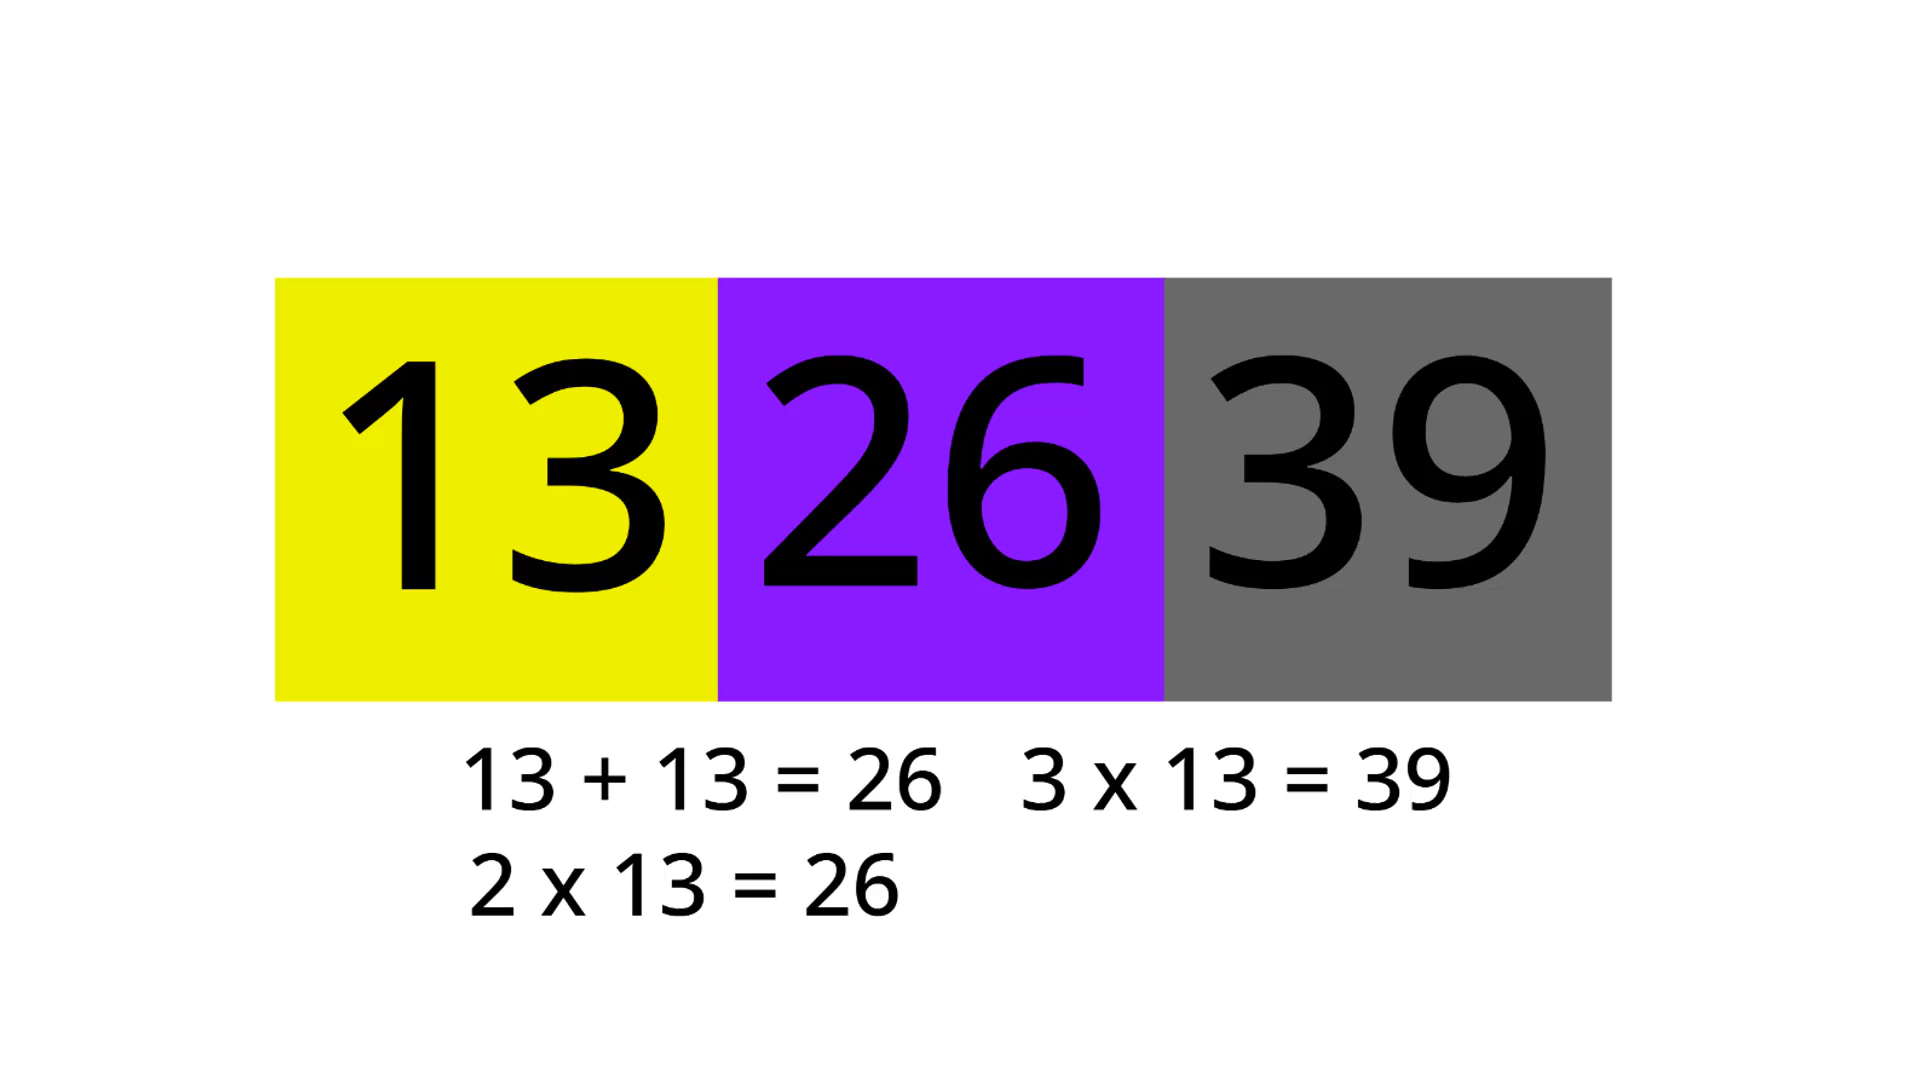 13 26 39
13 + 13 = 26 3 x 13 = 39
2 x 13 = 26